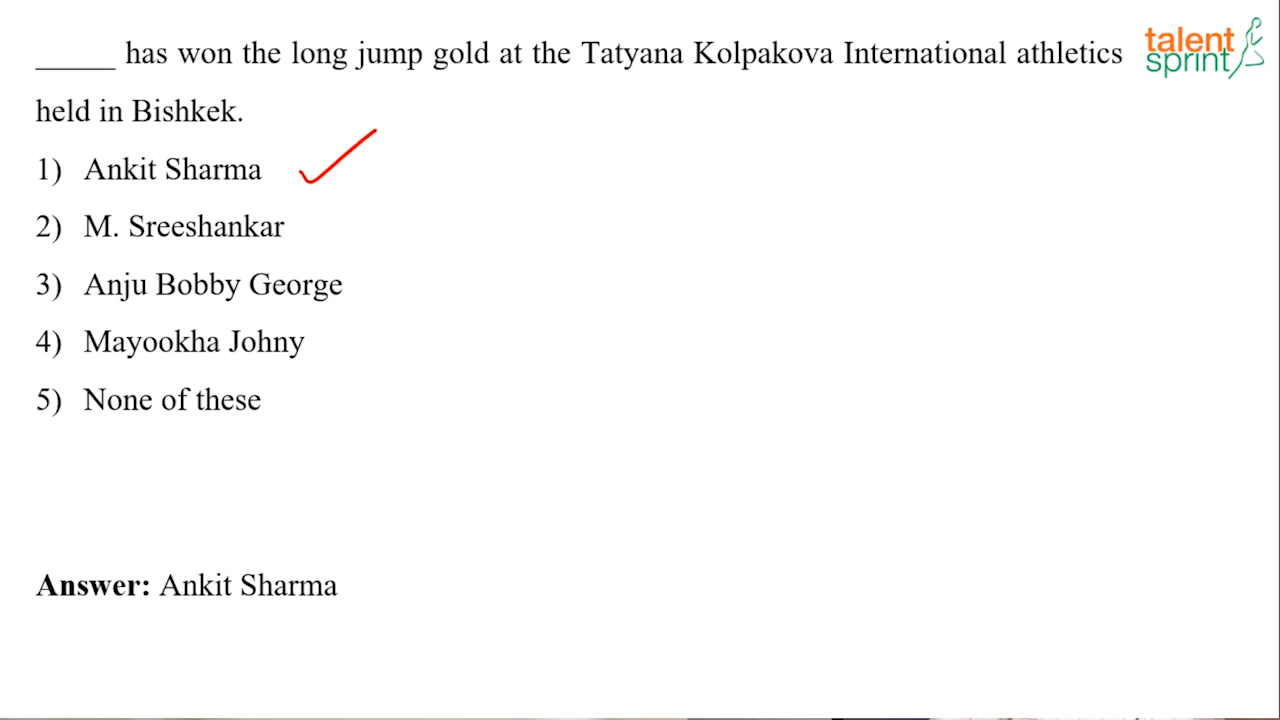 _____ has won the long jump gold at the Tatyana Kolpakova International athletics
held in Bishkek.
1) Ankit Sharma
2) M. Sreeshankar
3) Anju Bobby George
4) Mayookha Johny
5) None of these
Answer: Ankit Sharma
talent
sprint